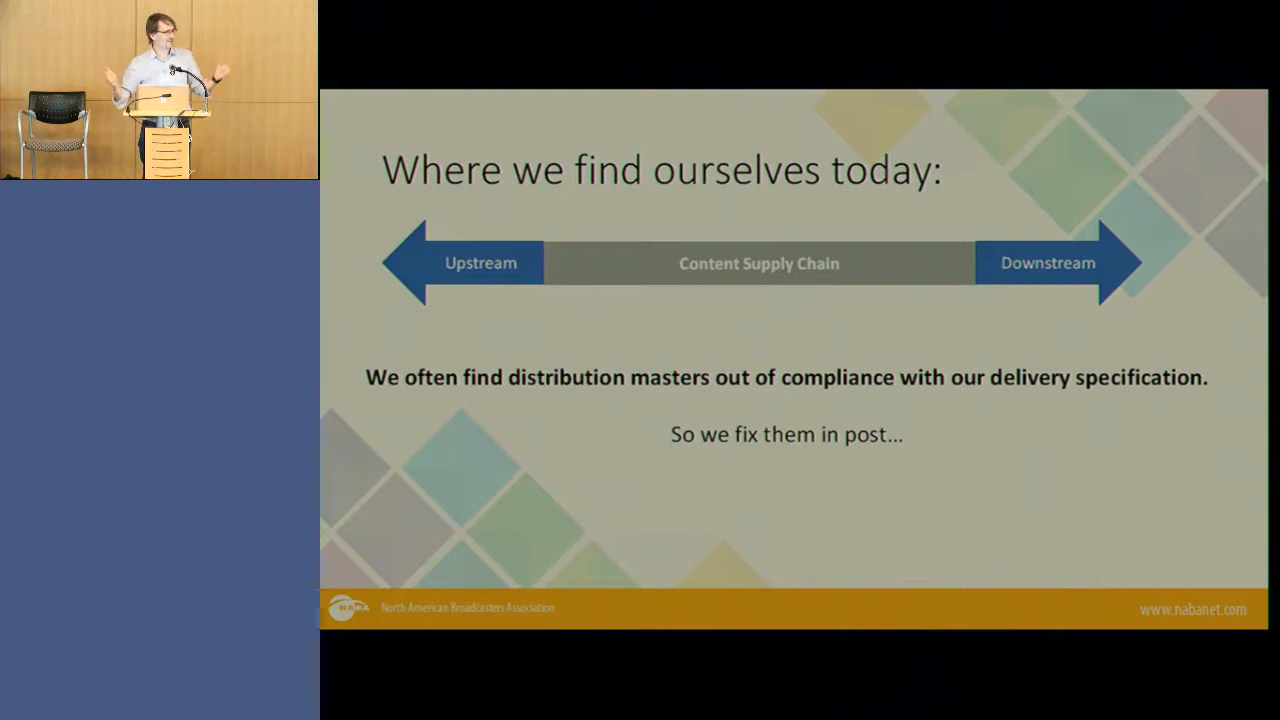 Where we find ourselves today:
Upstream
Content Supply Chain
Downstream
We often find distribution masters out of compliance with our delivery specification.
So we fix them in post...
NABA
North American Broadcasters Association
www.nabanet.com